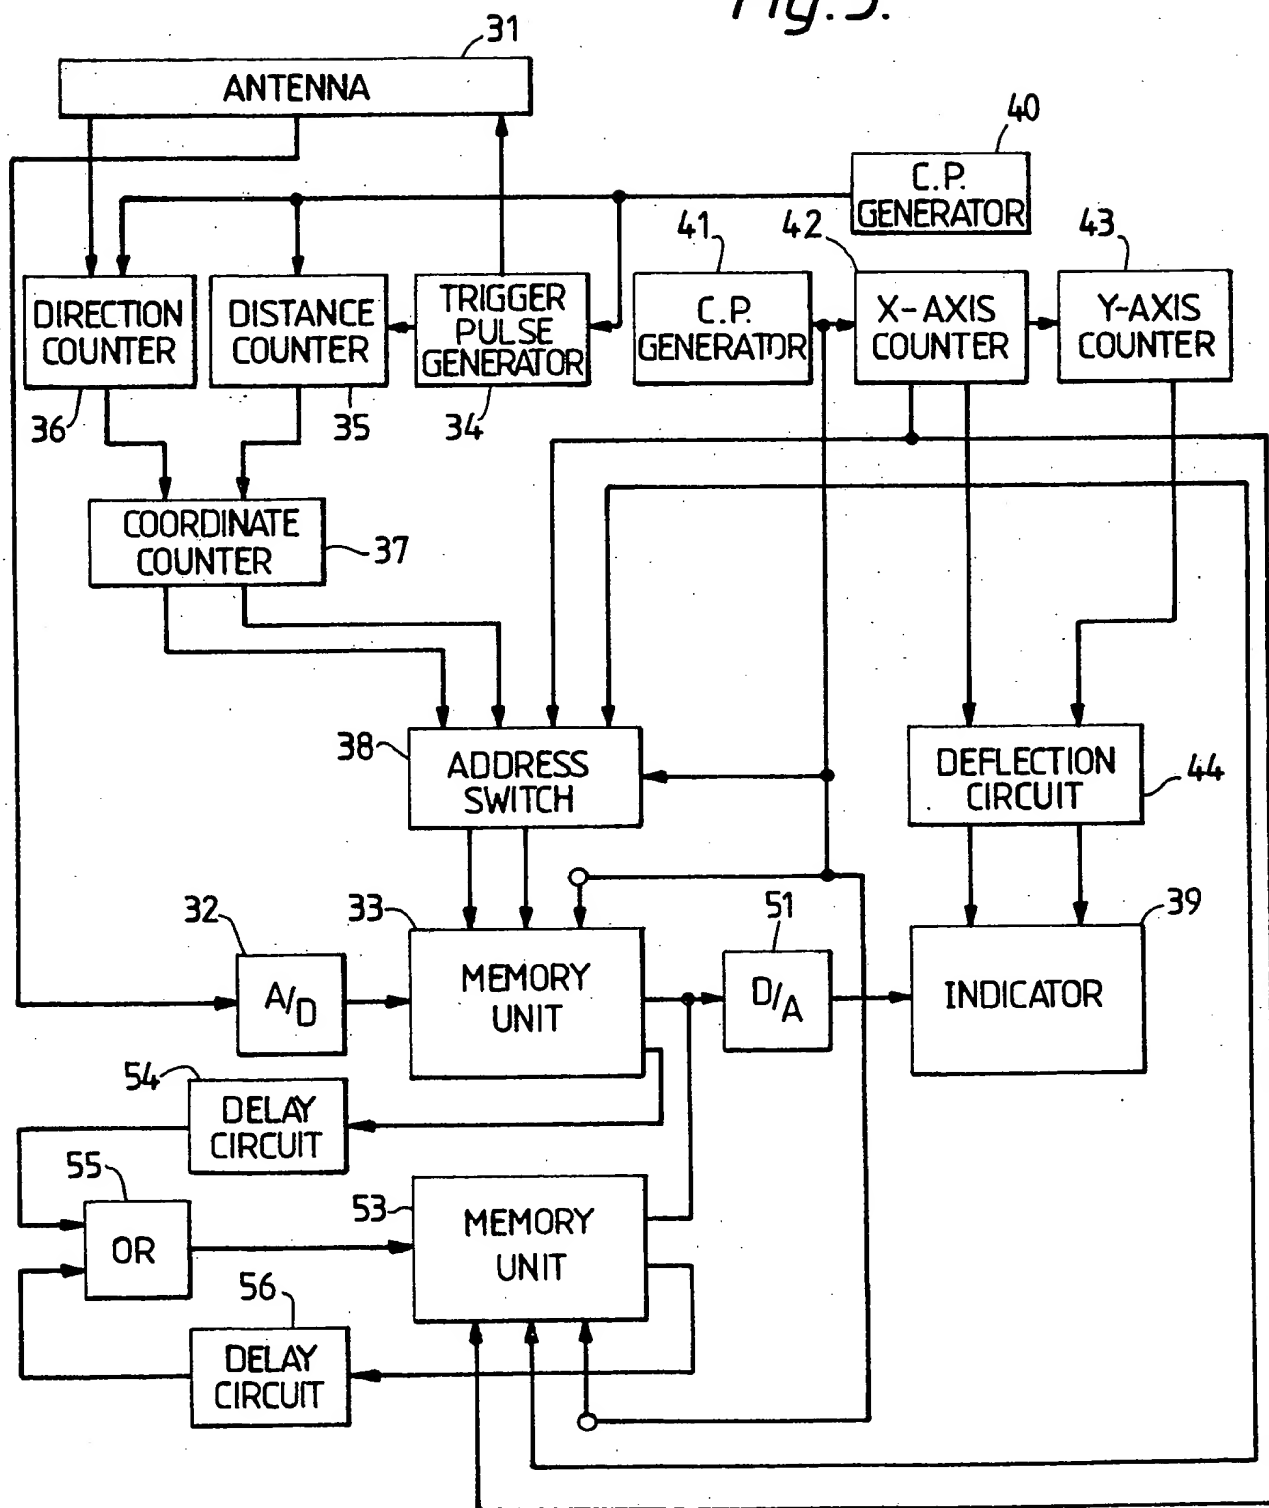 Fig.5.
31
ANTENNA
40
C.P.
GENERATOR
41
42
43
DIRECTION
COUNTER
DISTANCE
COUNTER
TRIGGER
PULSE
GENERATOR
C.P.
GENERATOR
X-AXIS
COUNTER
Y-AXIS
COUNTER
36
35
34
COORDINATE
COUNTER
37
38
ADDRESS
SWITCH
DEFLECTION
CIRCUIT
44
32
33
51
39
A/D
MEMORY
UNIT
D/A
INDICATOR
54
DELAY
CIRCUIT
55
OR
53
MEMORY
UNIT
56
DELAY
CIRCUIT